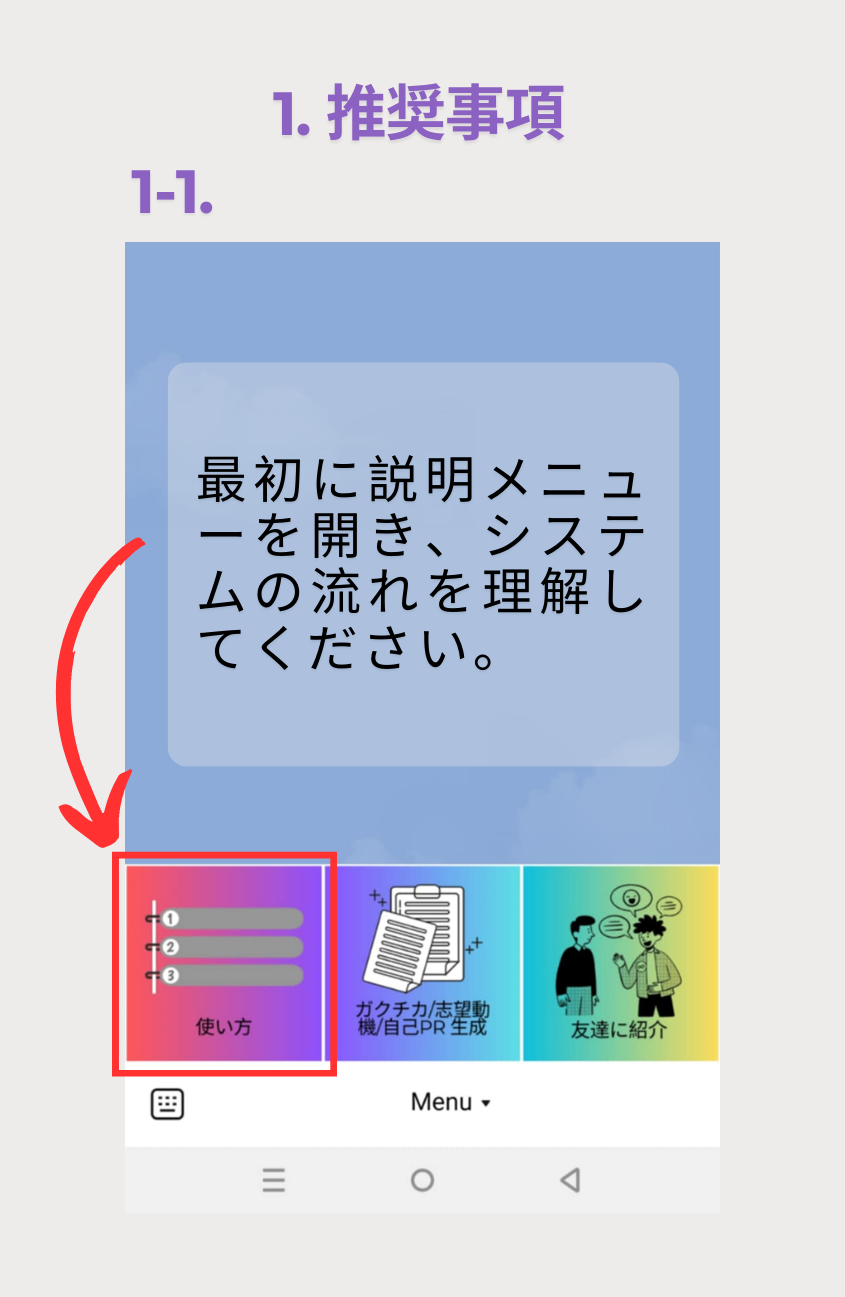 1. 推奨事項
1-1.
最初に説明メニュ
ーを開き、システ
ムの流れを理解し
てください。
1
2
3
使い方
ガクチカ/志望動
機/自己PR 生成
友達に紹介
Menu